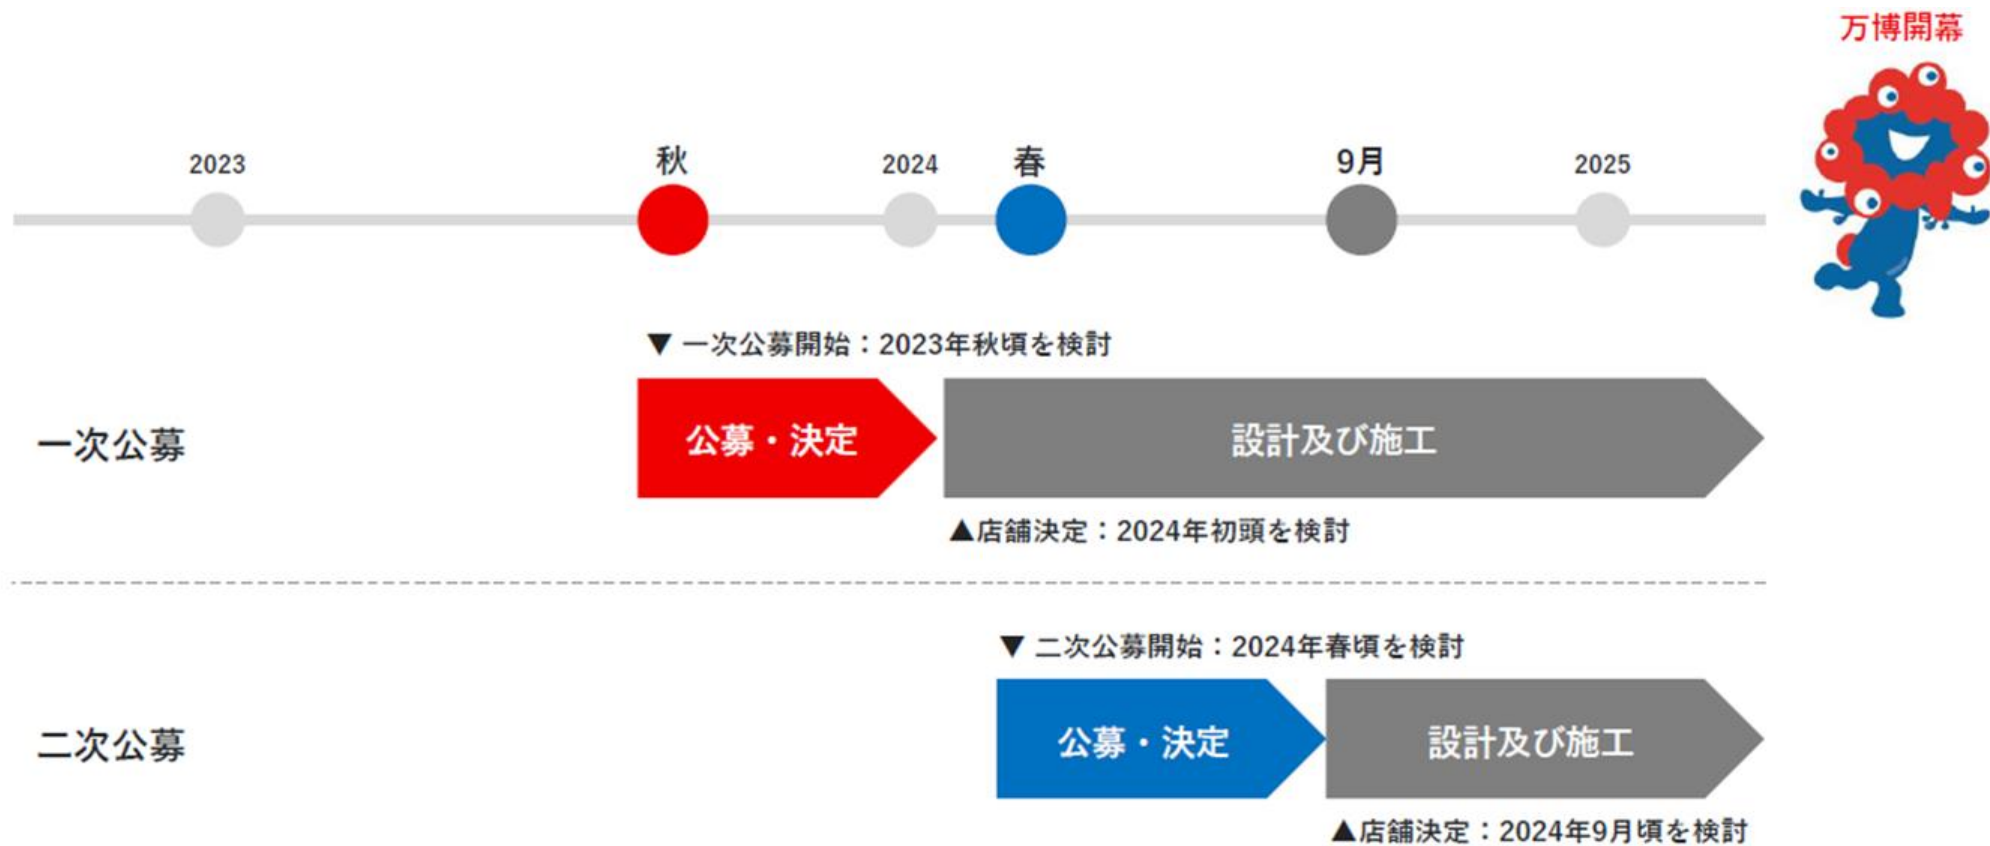 万博開幕
2023
秋
2024
春
9月
2025
▼ 一次公募開始：2023年秋頃を検討
一次公募
公募・決定
設計及び施工
▲店舗決定：2024年初頭を検討
▼ 二次公募開始：2024年春頃を検討
二次公募
公募・決定
設計及び施工
▲店舗決定：2024年9月頃を検討